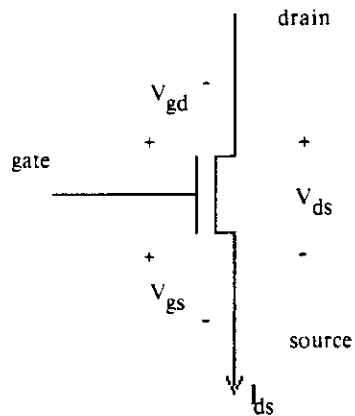 drain
-
V_gd
+ +
gate
V_ds
+ -
V_gs
-
source
I_ds